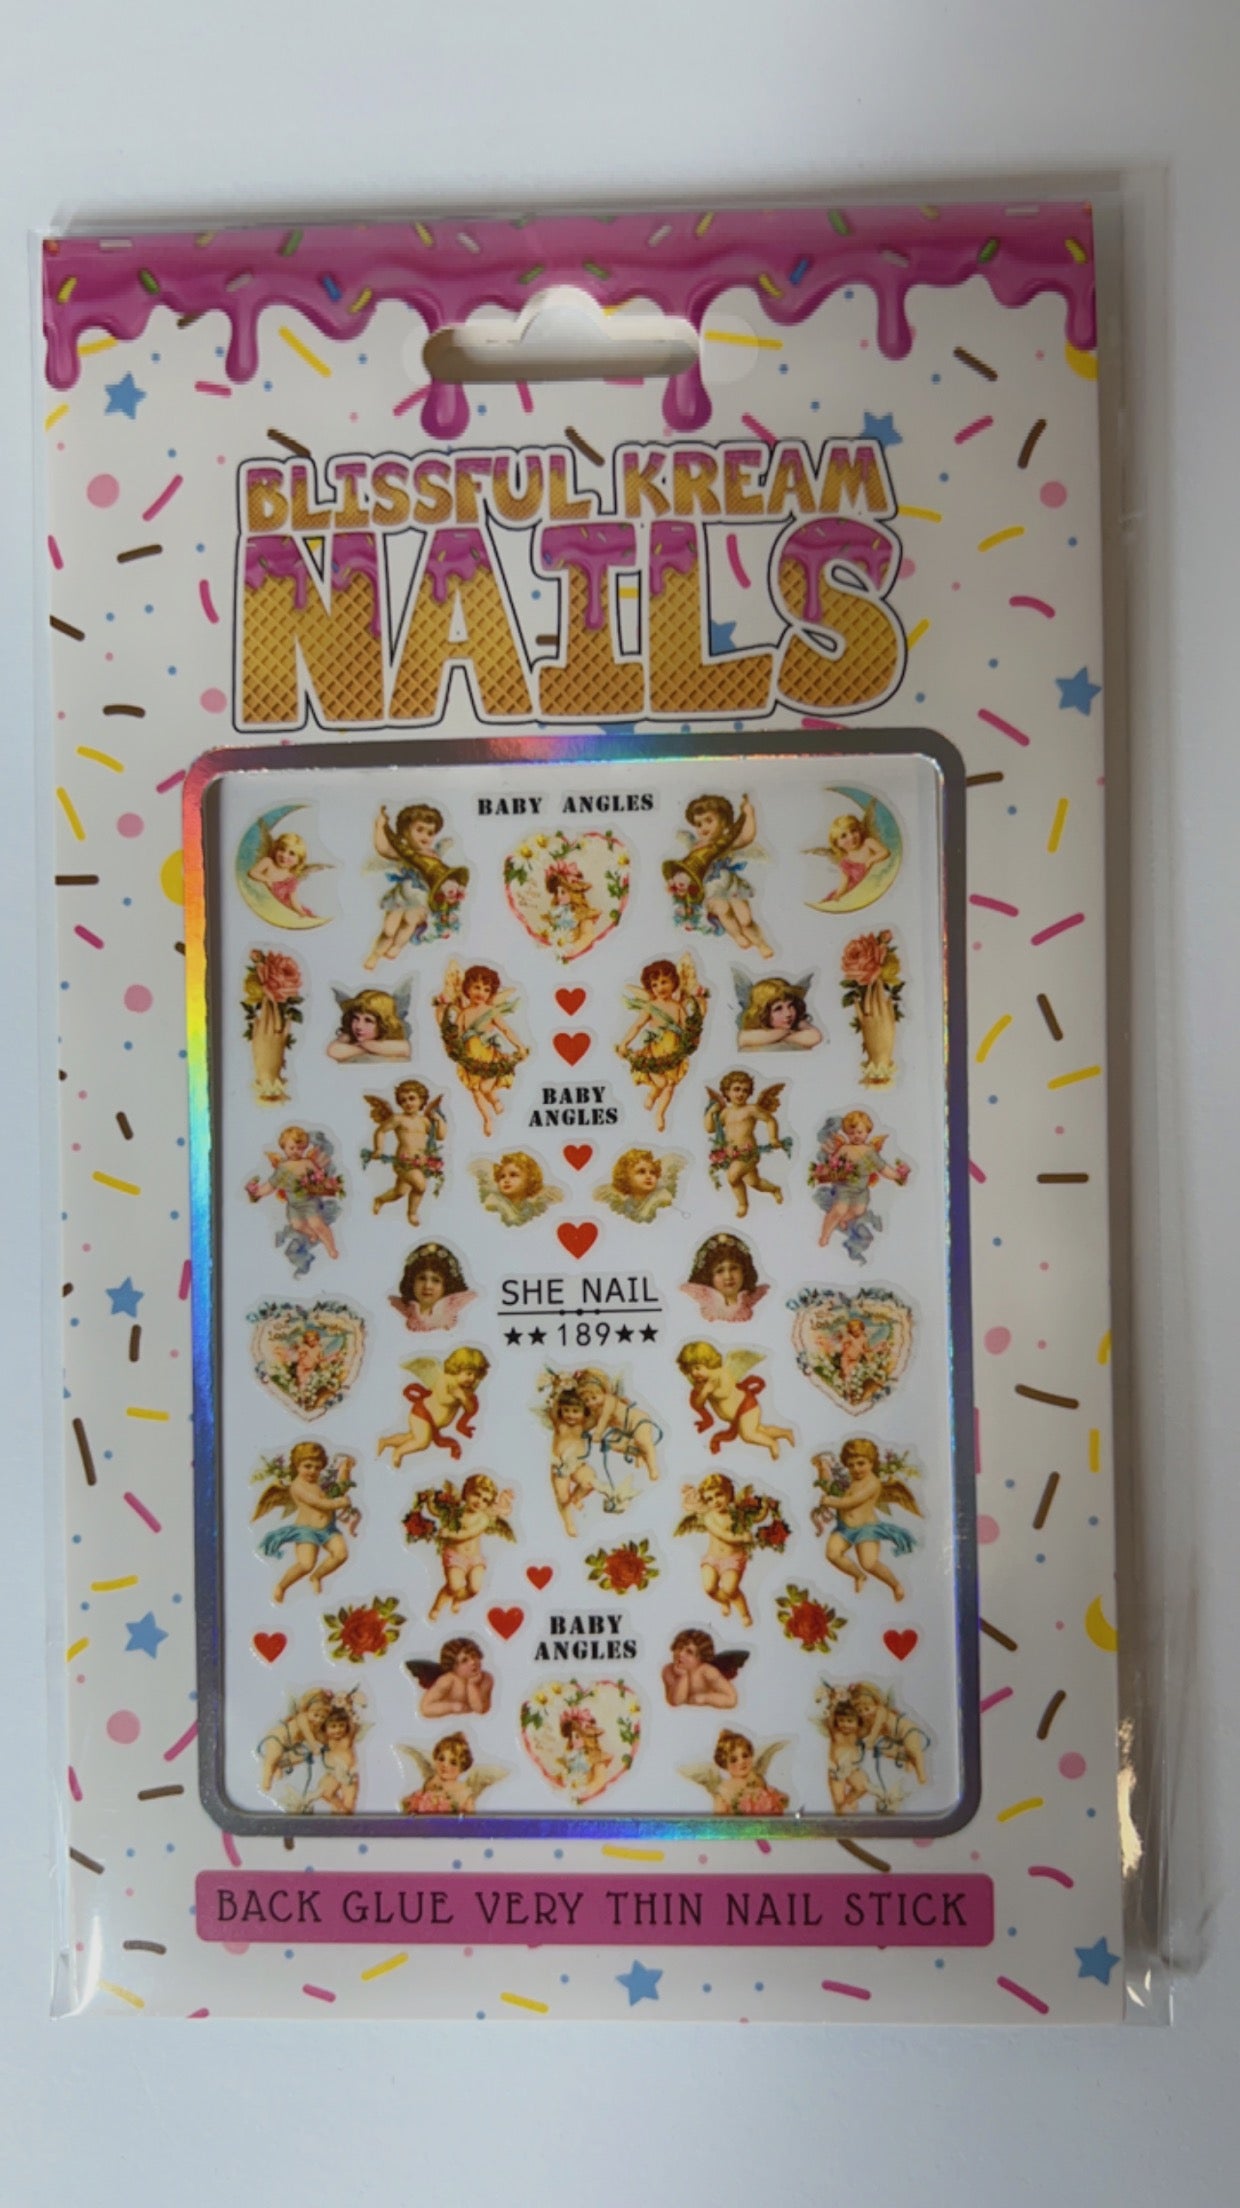 BLISSFUL KREAM
NAILS
BABY ANGLES
BABY
ANGLES
SHE NAIL
★★189★★
BABY
ANGLES
BACK GLUE VERY THIN NAIL STICK